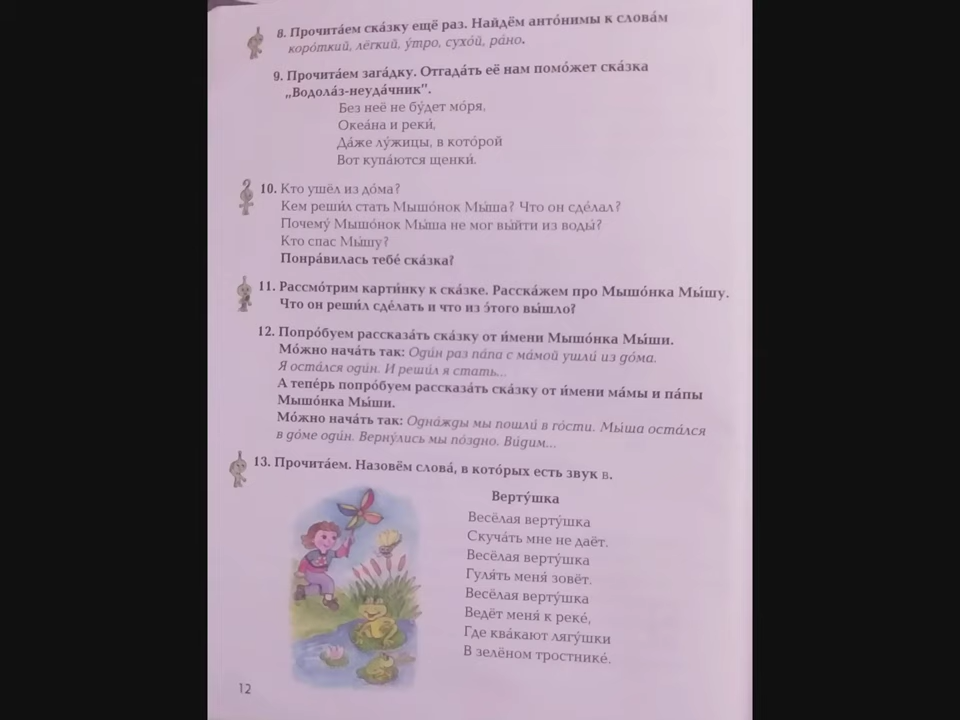 8. Прочита́ем ска́зку ещё раз. Найдём анто́нимы к слова́м
коро́ткий, лёгкий, у́тро, сухо́й, ра́но.
9. Прочита́ем зага́дку. Отгада́ть её нам помо́жет ска́зка
„Водола́з-неуда́чник".
Без неё не бу́дет мо́ря,
Океа́на и реки́,
Да́же лу́жицы, в кото́рой
Вот купа́ются щенки́.
10. Кто ушёл из до́ма?
Кем реши́л стать Мышо́нок Мы́ша? Что он сде́лал?
Почему́ Мышо́нок Мы́ша не мог вы́йти из воды́?
Кто спас Мы́шу?
Понра́вилась тебе́ ска́зка?
11. Рассмо́трим карти́нку к ска́зке. Расска́жем про Мышо́нка Мы́шу.
Что он реши́л сде́лать и что из э́того вы́шло?
12. Попро́буем рассказа́ть ска́зку от и́мени Мышо́нка Мы́ши.
Мо́жно нача́ть так: Оди́н раз па́па с ма́мой ушли́ из до́ма.
Я оста́лся оди́н. И реши́л я стать...
А тепе́рь попро́буем рассказа́ть ска́зку от и́мени ма́мы и па́пы
Мышо́нка Мы́ши.
Мо́жно нача́ть так: Одна́жды мы пошли́ в го́сти. Мы́ша оста́лся
в до́ме оди́н. Верну́лись мы по́здно. Ви́дим...
13. Прочита́ем. Назовём слова́, в кото́рых есть звук в.
Верту́шка
Весёлая верту́шка
Скуча́ть мне не даёт.
Весёлая верту́шка
Гуля́ть меня́ зовёт.
Весёлая верту́шка
Ведёт меня́ к реке́,
Где ква́кают лягу́шки
В зелёном тростнике́.
12